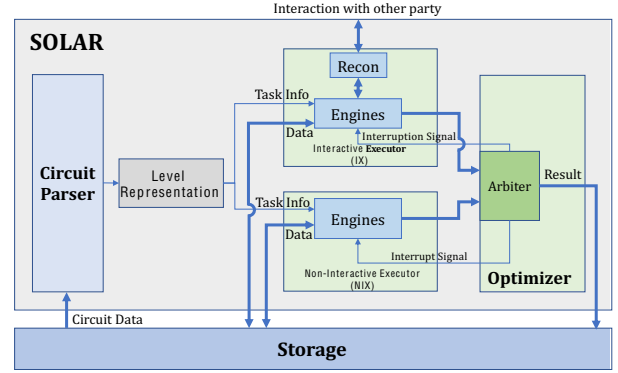 Interaction with other party
SOLAR
Recon
Task Info
Engines
Data
Interruption Signal
Interactive Executor
(IX)
Circuit
Parser
Level
Representation
Arbiter
Result
Task Info
Engines
Data
Interrupt Signal
Non-Interactive Executor
(NIX)
Optimizer
Circuit Data
Storage